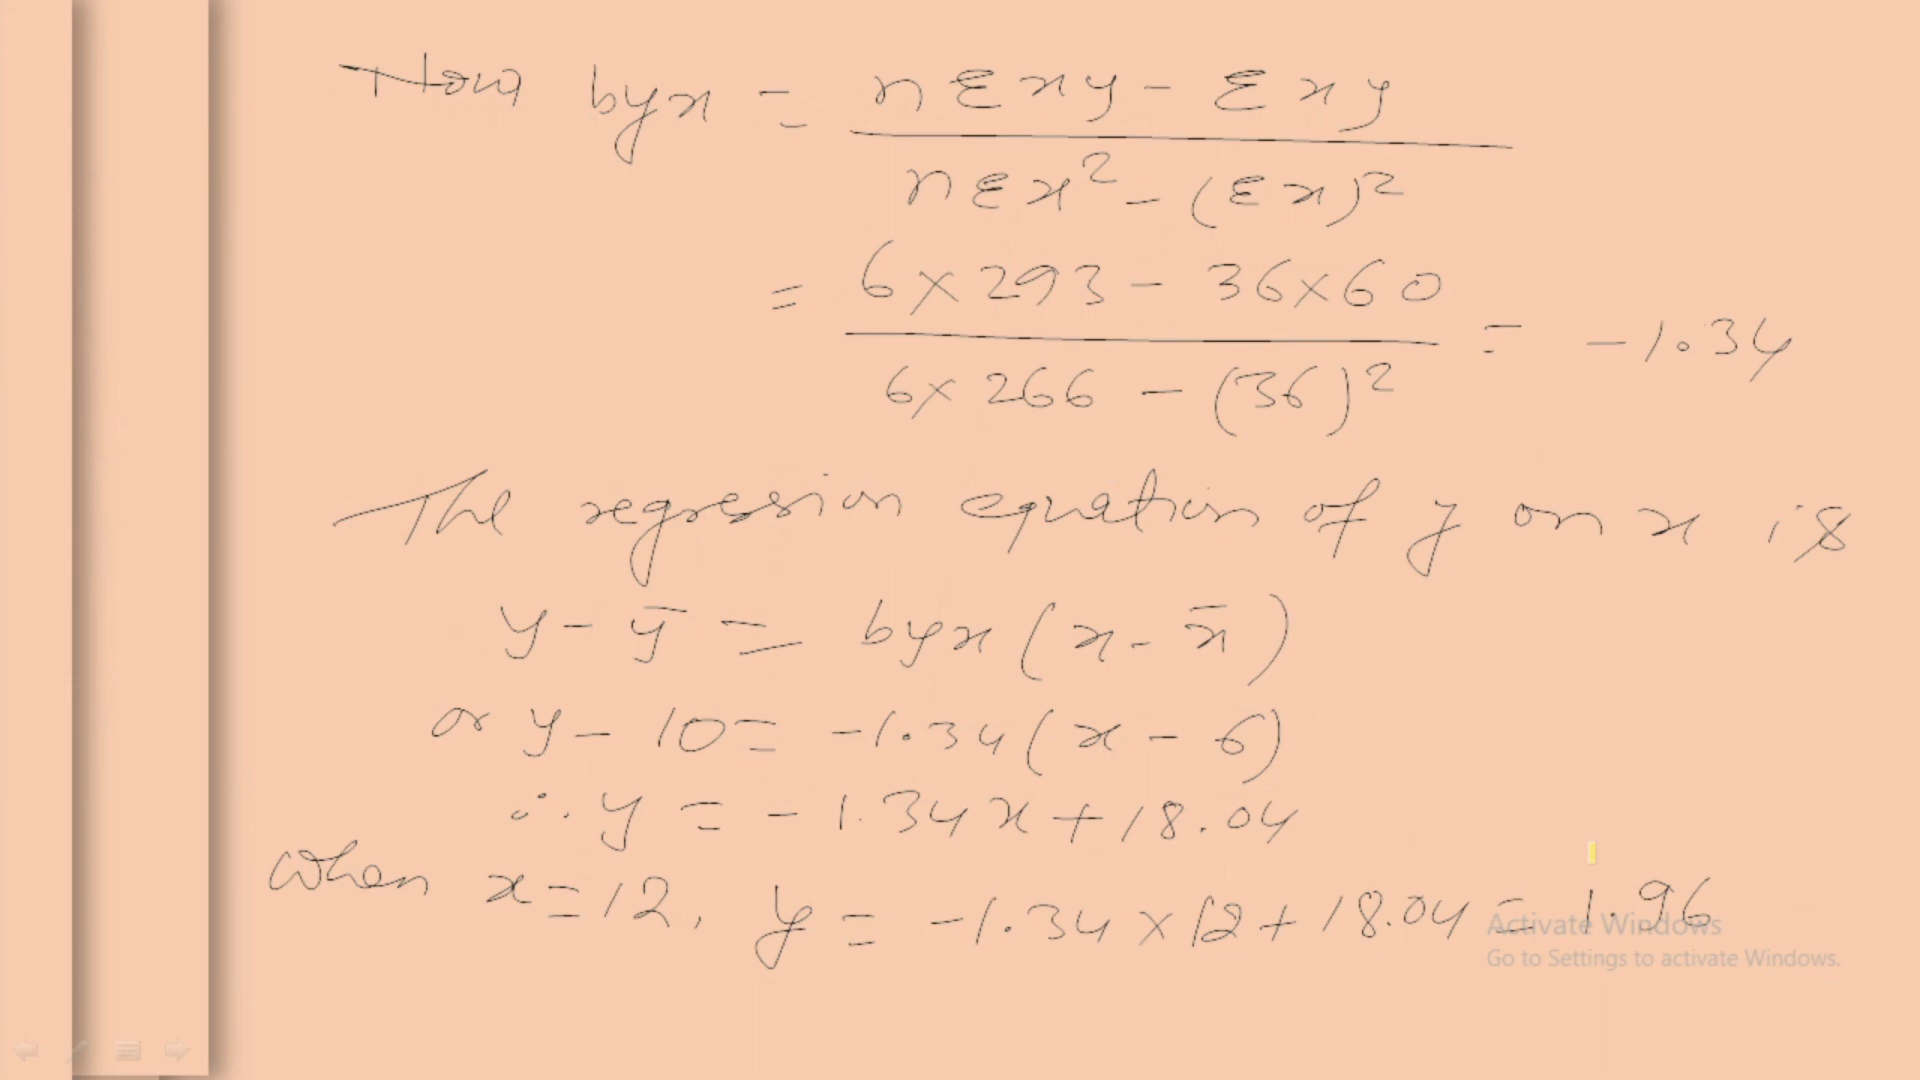 Now byx = nΣxy - Σxy / nΣx² - (Σx)²
= 6×293 - 36×60 / 6×266 - (36)² = -1.34
The regression equation of y on x is
y - ȳ = byx (x - x̄)
or y - 10 = -1.34 (x - 6)
∴ y = -1.34x + 18.04
When x = 12, y = -1.34 × 12 + 18.04 = 1.96
Activate Windows
Go to Settings to activate Windows.